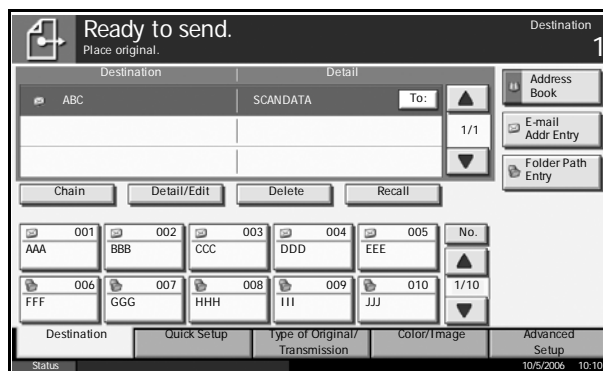 Ready to send.
Place original.
Destination
1
Destination
Detail
ABC
SCANDATA
To:
1/1
Address
Book
E-mail
Addr Entry
Folder Path
Entry
Chain
Detail/Edit
Delete
Recall
001
AAA
002
BBB
003
CCC
004
DDD
005
EEE
No.
006
FFF
007
GGG
008
HHH
009
III
010
JJJ
1/10
Destination
Quick Setup
Type of Original/
Transmission
Color/Image
Advanced
Setup
Status
10/5/2006 10:10